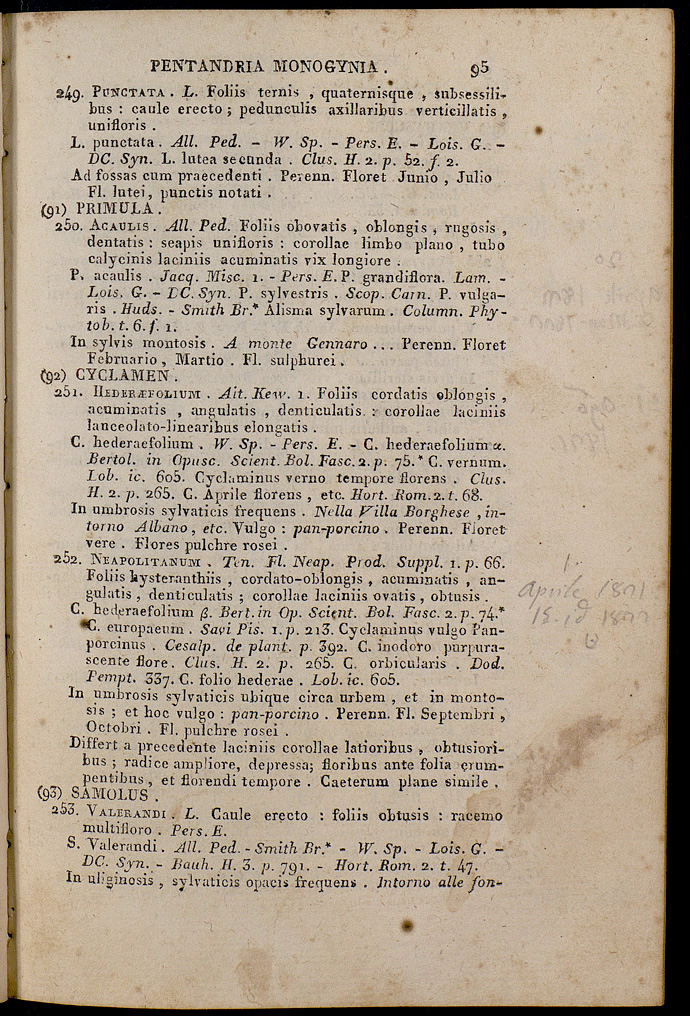 PENTANDRIA MONOGYNIA . 95
249. PUNCTATA . L. Foliis ternis , quaternisque , subsessili-
bus : caule erecto ; pedunculis axillaribus verticillatis ,
unifloris .
L. punctata . All. Ped. - W. Sp. - Pers. E. - Lois. G. -
DC. Syn. L. lutea secunda . Clus. H. 2. p. 52. f. 2.
Ad fossas cum praecedenti . Perenn. Floret Junio , Julio
Fl. lutei, punctis notati .
(91) PRIMULA .
250. ACAULIS . All. Ped. Foliis obovatis , oblongis , rugosis ,
dentatis : scapis unifloris : corollae limbo plano , tubo
calycinis laciniis acuminatis vix longiore .
P. acaulis . Jacq. Misc. 1. - Pers. E. P. grandiflora. Lam. -
Lois. G. - DC. Syn. P. sylvestris . Scop. Carn. P. vulga-
ris . Huds. - Smith Br.* Alisma sylvarum . Column. Phy-
tob. t. 6. f. 1.
In sylvis montosis . A monte Gennaro ... Perenn. Floret
Februario , Martio . Fl. sulphurei .
(92) CYCLAMEN .
251. HEDERÆFOLIUM . Ait. Kew. 1. Foliis cordatis oblongis ,
acuminatis , angulatis , denticulatis : corollae laciniis
lanceolato-linearibus elongatis .
C. hederaefolium . W. Sp. - Pers. E. - C. hederaefolium α.
Bertol. in Opusc. Scient. Bol. Fasc. 2. p. 75.* C. vernum.
Lob. ic. 605. Cyclaminus verno tempore florens . Clus.
H. 2. p. 265. C. Aprile florens , etc. Hort. Rom. 2. t. 68.
In umbrosis sylvaticis frequens . Nella Villa Borghese , in-
torno Albano , etc. Vulgo : pan-porcino . Perenn. Floret
vere . Flores pulchre rosei .
252. NEAPOLITANUM . Ten. Fl. Neap. Prod. Suppl. 1. p. 66.
Foliis hysteranthiis , cordato-oblongis , acuminatis , an-
gulatis , denticulatis ; corollae laciniis ovatis , obtusis .
C. hederaefolium β. Bert. in Op. Scient. Bol. Fasc. 2. p. 74.*
C. europaeum . Savi Pis. 1. p. 213. Cyclaminus vulgo Pan-
porcinus . Cesalp. de plant. p. 392. C. inodoro purpura-
scente flore . Clus. H. 2. p. 265. C. orbicularis . Dod.
Pempt. 337. C. folio hederae . Lob. ic. 605.
In umbrosis sylvaticis ubique circa urbem , et in monto-
sis ; et hoc vulgo : pan-porcino . Perenn. Fl. Septembri ,
Octobri . Fl. pulchre rosei .
Differt a precedente laciniis corollae latioribus , obtusiori-
bus ; radice ampliore, depressa; floribus ante folia erum-
pentibus , et florendi tempore . Caeterum plane simile .
(93) SAMOLUS .
253. VALERANDI . L. Caule erecto : foliis obtusis : racemo
multifloro . Pers. E.
S. Valerandi . All. Ped. - Smith Br.* - W. Sp. - Lois. G. -
DC. Syn. - Bauh. H. 3. p. 791. - Hort. Rom. 2. t. 47.
In uliginosis , sylvaticis opacis frequens . Intorno alle fon-